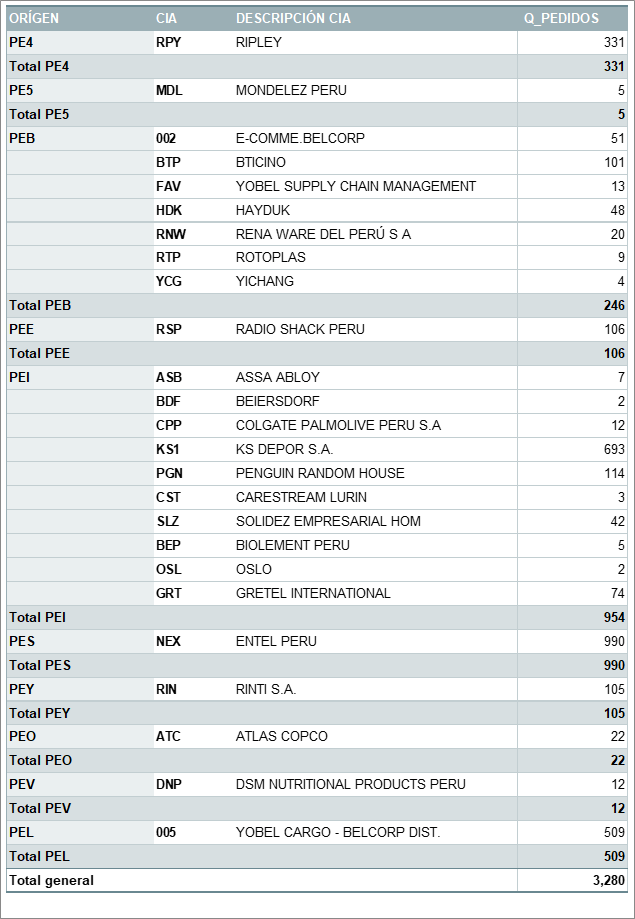 ORÍGEN CIA DESCRIPCIÓN CIA Q_PEDIDOS
PE4 RPY RIPLEY 331
Total PE4 331
PE5 MDL MONDELEZ PERU 5
Total PE5 5
PEB 002 E-COMME.BELCORP 51
BTP BTICINO 101
FAV YOBEL SUPPLY CHAIN MANAGEMENT 13
HDK HAYDUK 48
RNW RENA WARE DEL PERÚ S A 20
RTP ROTOPLAS 9
YCG YICHANG 4
Total PEB 246
PEE RSP RADIO SHACK PERU 106
Total PEE 106
PEI ASB ASSA ABLOY 7
BDF BEIERSDORF 2
CPP COLGATE PALMOLIVE PERU S.A 12
KS1 KS DEPOR S.A. 693
PGN PENGUIN RANDOM HOUSE 114
CST CARESTREAM LURIN 3
SLZ SOLIDEZ EMPRESARIAL HOM 42
BEP BIOLEMENT PERU 5
OSL OSLO 2
GRT GRETEL INTERNATIONAL 74
Total PEI 954
PES NEX ENTEL PERU 990
Total PES 990
PEY RIN RINTI S.A. 105
Total PEY 105
PEO ATC ATLAS COPCO 22
Total PEO 22
PEV DNP DSM NUTRITIONAL PRODUCTS PERU 12
Total PEV 12
PEL 005 YOBEL CARGO - BELCORP DIST. 509
Total PEL 509
Total general 3,280